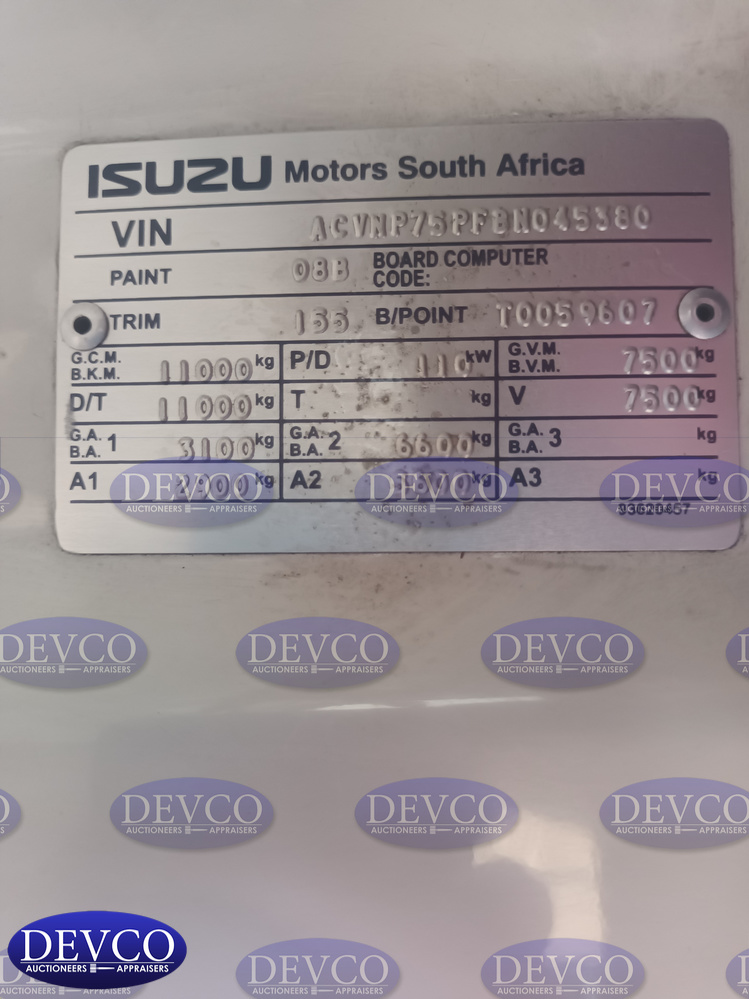 ISUZU Motors South Africa
VIN ACVNP75PFBN045380
PAINT 08B BOARD COMPUTER CODE:
TRIM 155 B/POINT T0059607
G.C.M. B.K.M. 11000 kg P/D 110 kW G.V.M. B.V.M. 7500 kg
D/T 11000 kg T kg V 7500 kg
G.A. B.A. 1 3100 kg G.A. B.A. 2 6600 kg G.A. B.A. 3 kg
A1 kg A2 kg A3 kg
DEVCO
AUCTIONEERS APPRAISERS